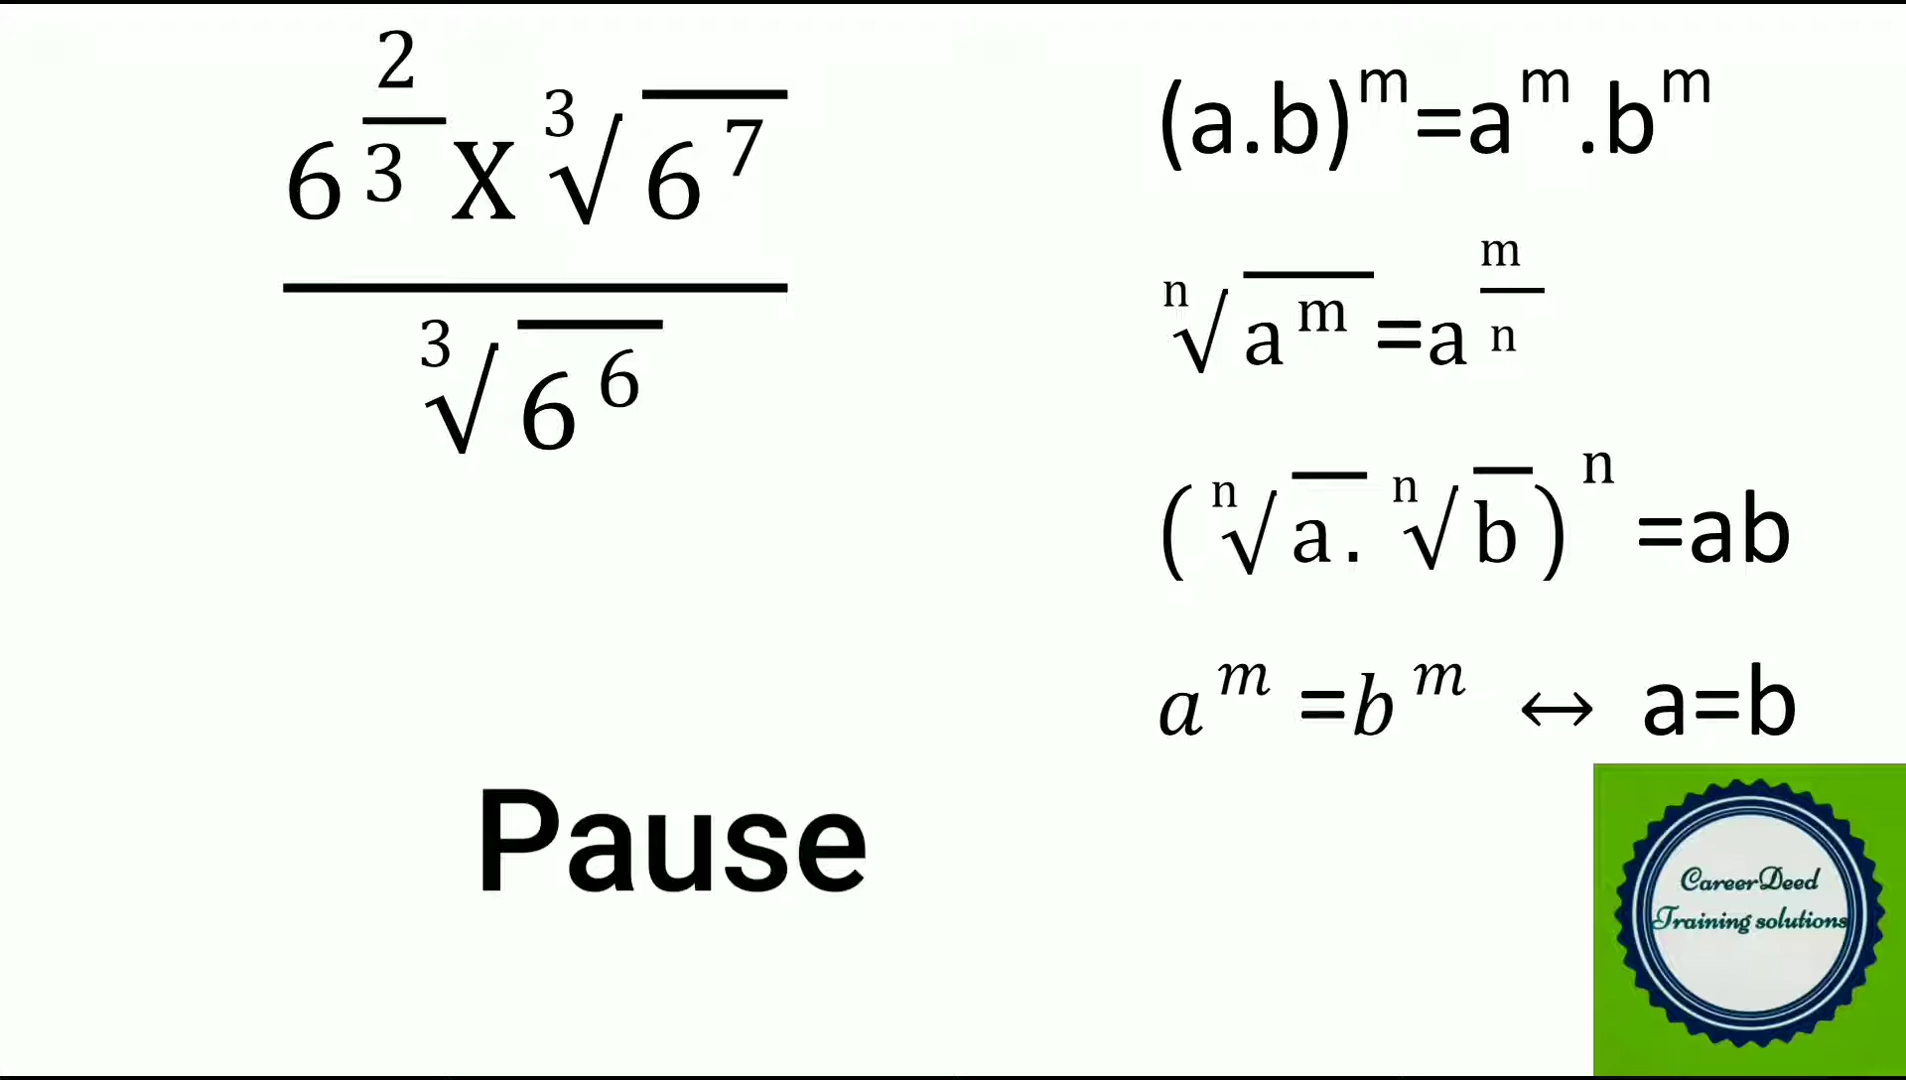 6^(2/3) X ∛(6^7)
∛(6^6)
(a.b)^m=a^m.b^m
ⁿ√(a^m)=a^(m/n)
(ⁿ√a. ⁿ√b)^n=ab
a^m=b^m ↔ a=b
Pause
CareerDeed
Training solutions